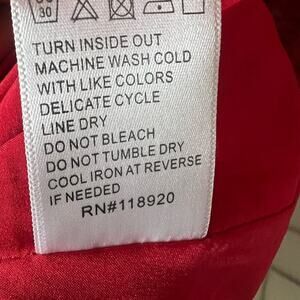 30
TURN INSIDE OUT
MACHINE WASH COLD
WITH LIKE COLORS
DELICATE CYCLE
LINE DRY
DO NOT BLEACH
DO NOT TUMBLE DRY
COOL IRON AT REVERSE
IF NEEDED
RN#118920